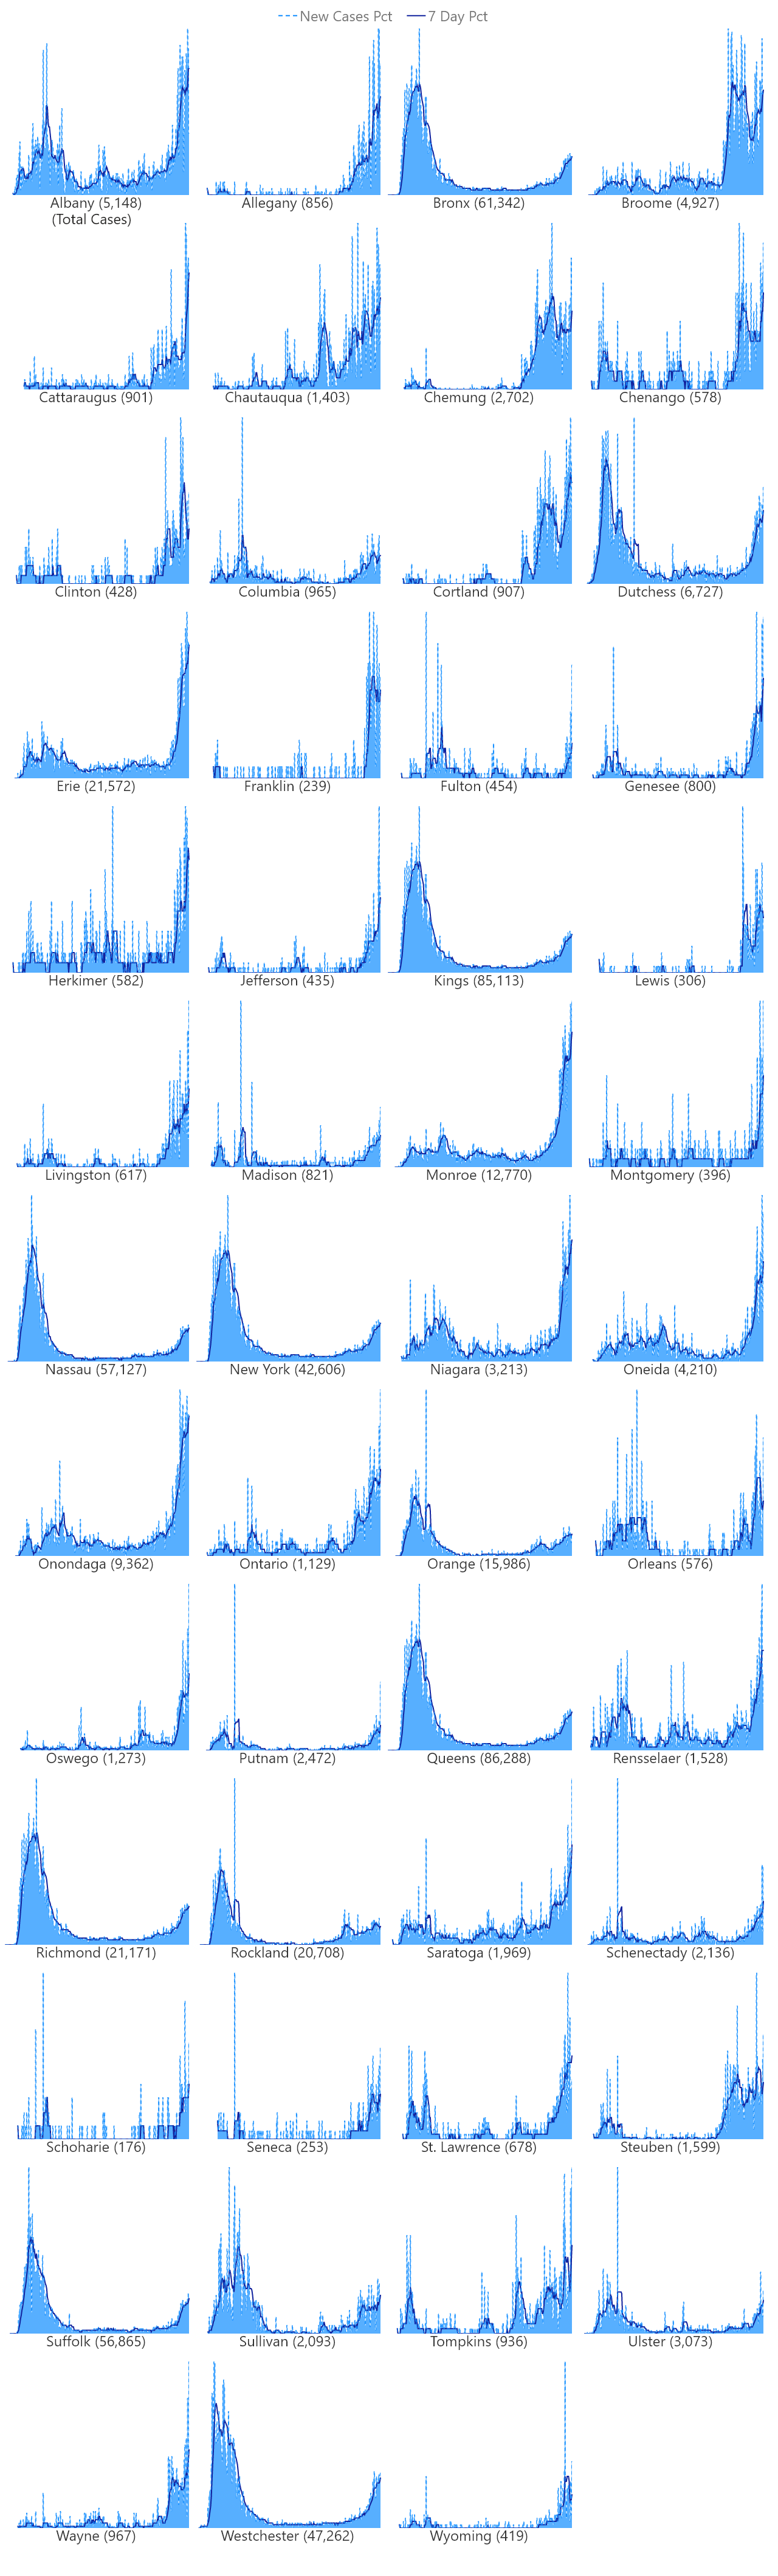 New Cases Pct 7 Day Pct
Albany (5,148) Allegany (856) Bronx (61,342) Broome (4,927)
(Total Cases)
Cattaraugus (901) Chautauqua (1,403) Chemung (2,702) Chenango (578)
Clinton (428) Columbia (965) Cortland (907) Dutchess (6,727)
Erie (21,572) Franklin (239) Fulton (454) Genesee (800)
Herkimer (582) Jefferson (435) Kings (85,113) Lewis (306)
Livingston (617) Madison (821) Monroe (12,770) Montgomery (396)
Nassau (57,127) New York (42,606) Niagara (3,213) Oneida (4,210)
Onondaga (9,362) Ontario (1,129) Orange (15,986) Orleans (576)
Oswego (1,273) Putnam (2,472) Queens (86,288) Rensselaer (1,528)
Richmond (21,171) Rockland (20,708) Saratoga (1,969) Schenectady (2,136)
Schoharie (176) Seneca (253) St. Lawrence (678) Steuben (1,599)
Suffolk (56,865) Sullivan (2,093) Tompkins (936) Ulster (3,073)
Wayne (967) Westchester (47,262) Wyoming (419)